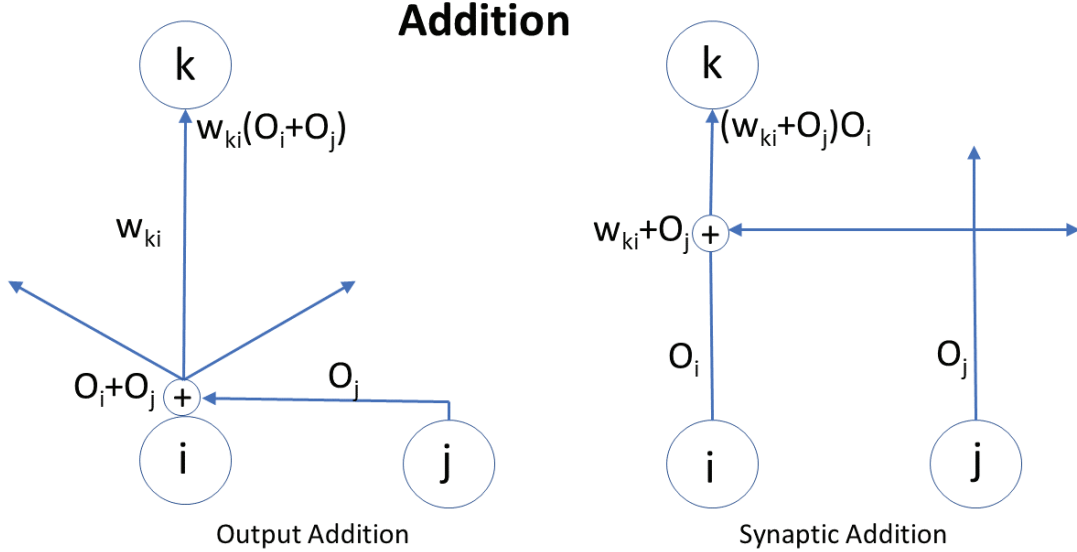 Addition
k
w_ki(O_i+O_j)
w_ki
O_i+O_j
+
O_j
i
j
Output Addition
k
(w_ki+O_j)O_i
w_ki+O_j
+
O_i
O_j
i
j
Synaptic Addition